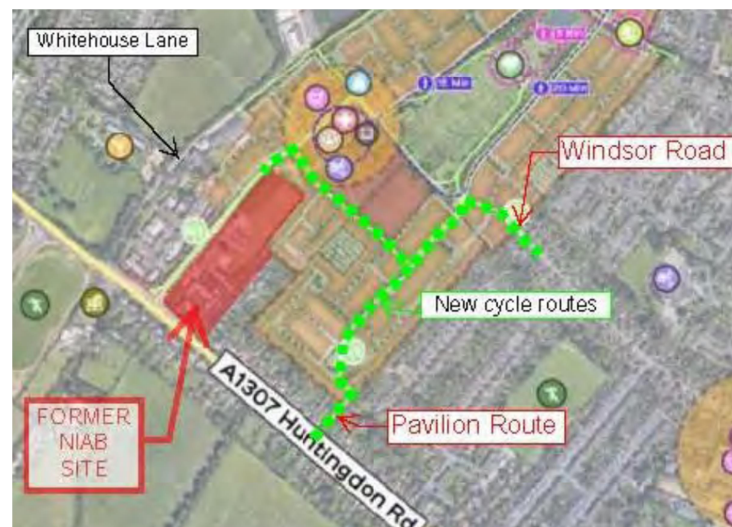 Whitehouse Lane
Windsor Road
New cycle routes
A1307 Huntingdon Rd
Pavilion Route
FORMER
NIAB
SITE